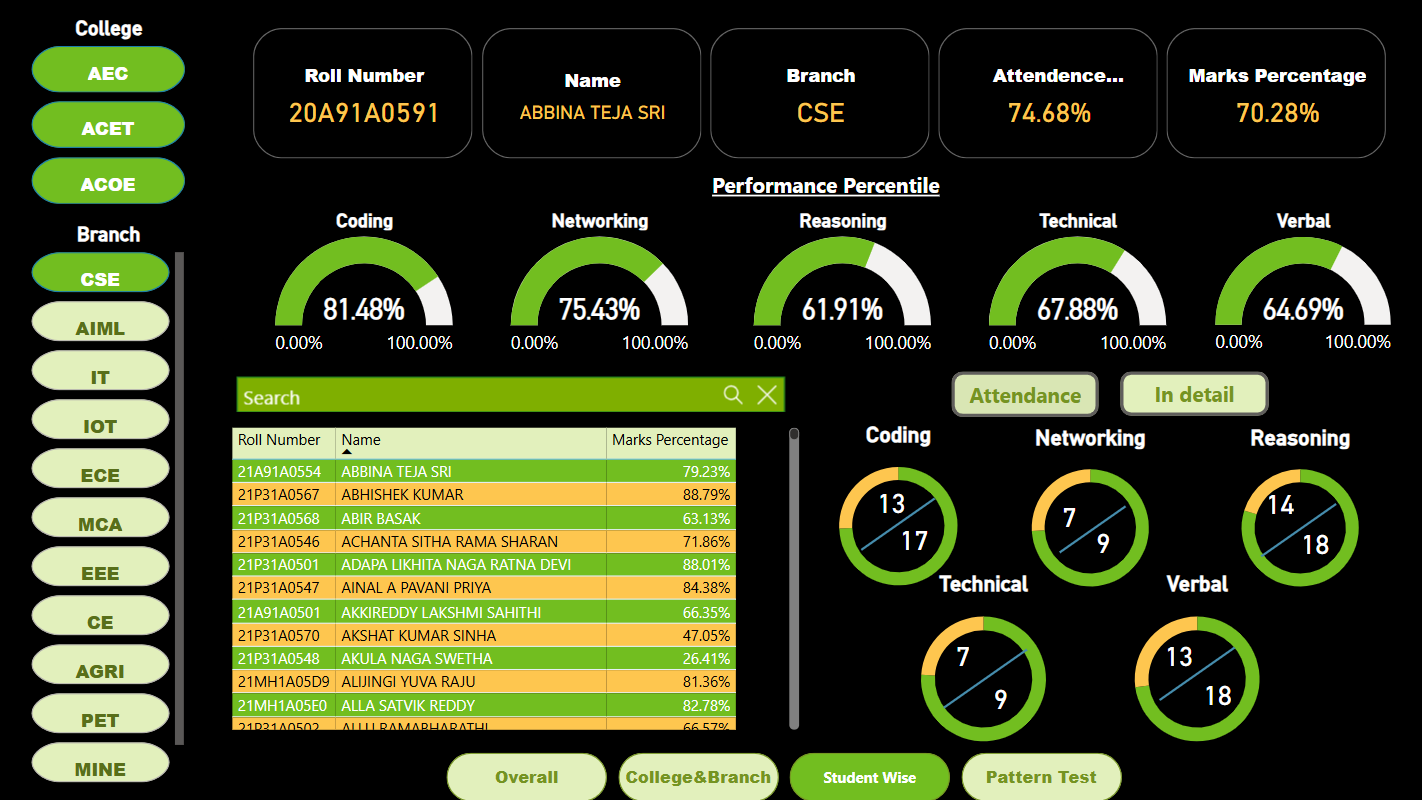 College
AEC
ACET
ACOE
Branch
CSE
AIML
IT
IOT
ECE
MCA
EEE
CE
AGRI
PET
MINE
Roll Number
20A91A0591
Name
ABBINA TEJA SRI
Branch
CSE
Attendence...
74.68%
Marks Percentage
70.28%
Performance Percentile
Coding
81.48%
0.00% 100.00%
Networking
75.43%
0.00% 100.00%
Reasoning
61.91%
0.00% 100.00%
Technical
67.88%
0.00% 100.00%
Verbal
64.69%
0.00% 100.00%
Search
Roll Number Name Marks Percentage
21A91A0554 ABBINA TEJA SRI 79.23%
21P31A0567 ABHISHEK KUMAR 88.79%
21P31A0568 ABIR BASAK 63.13%
21P31A0546 ACHANTA SITHA RAMA SHARAN 71.86%
21P31A0501 ADAPA LIKHITA NAGA RATNA DEVI 88.01%
21P31A0547 AINAL A PAVANI PRIYA 84.38%
21A91A0501 AKKIREDDY LAKSHMI SAHITHI 66.35%
21P31A0570 AKSHAT KUMAR SINHA 47.05%
21P31A0548 AKULA NAGA SWETHA 26.41%
21MH1A05D9 ALIJINGI YUVA RAJU 81.36%
21MH1A05E0 ALLA SATVIK REDDY 82.78%
21P31A0502 ALLU RAMABHARATHI 66.57%
Attendance
In detail
Coding
13
17
Networking
7
9
Reasoning
14
18
Technical
7
9
Verbal
13
18
Overall
College&Branch
Student Wise
Pattern Test